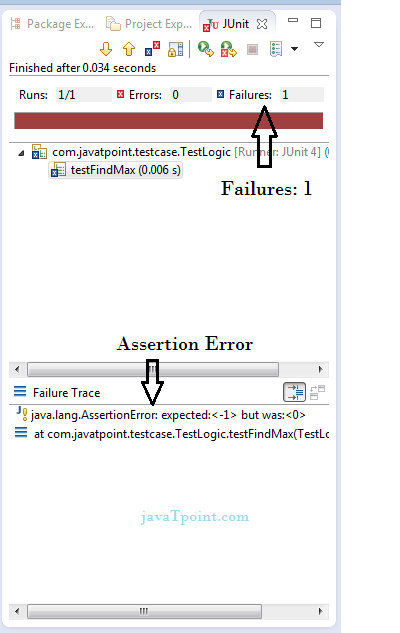 Package Ex... Project Exp... JUnit
Finished after 0.034 seconds
Runs: 1/1 Errors: 0 Failures: 1
com.javatpoint.testcase.TestLogic [Runner: JUnit 4] (
testFindMax (0.006 s)
Failures: 1
Assertion Error
Failure Trace
java.lang.AssertionError: expected:<-1> but was:<0>
at com.javatpoint.testcase.TestLogic.testFindMax(TestLo
javaTpoint.com